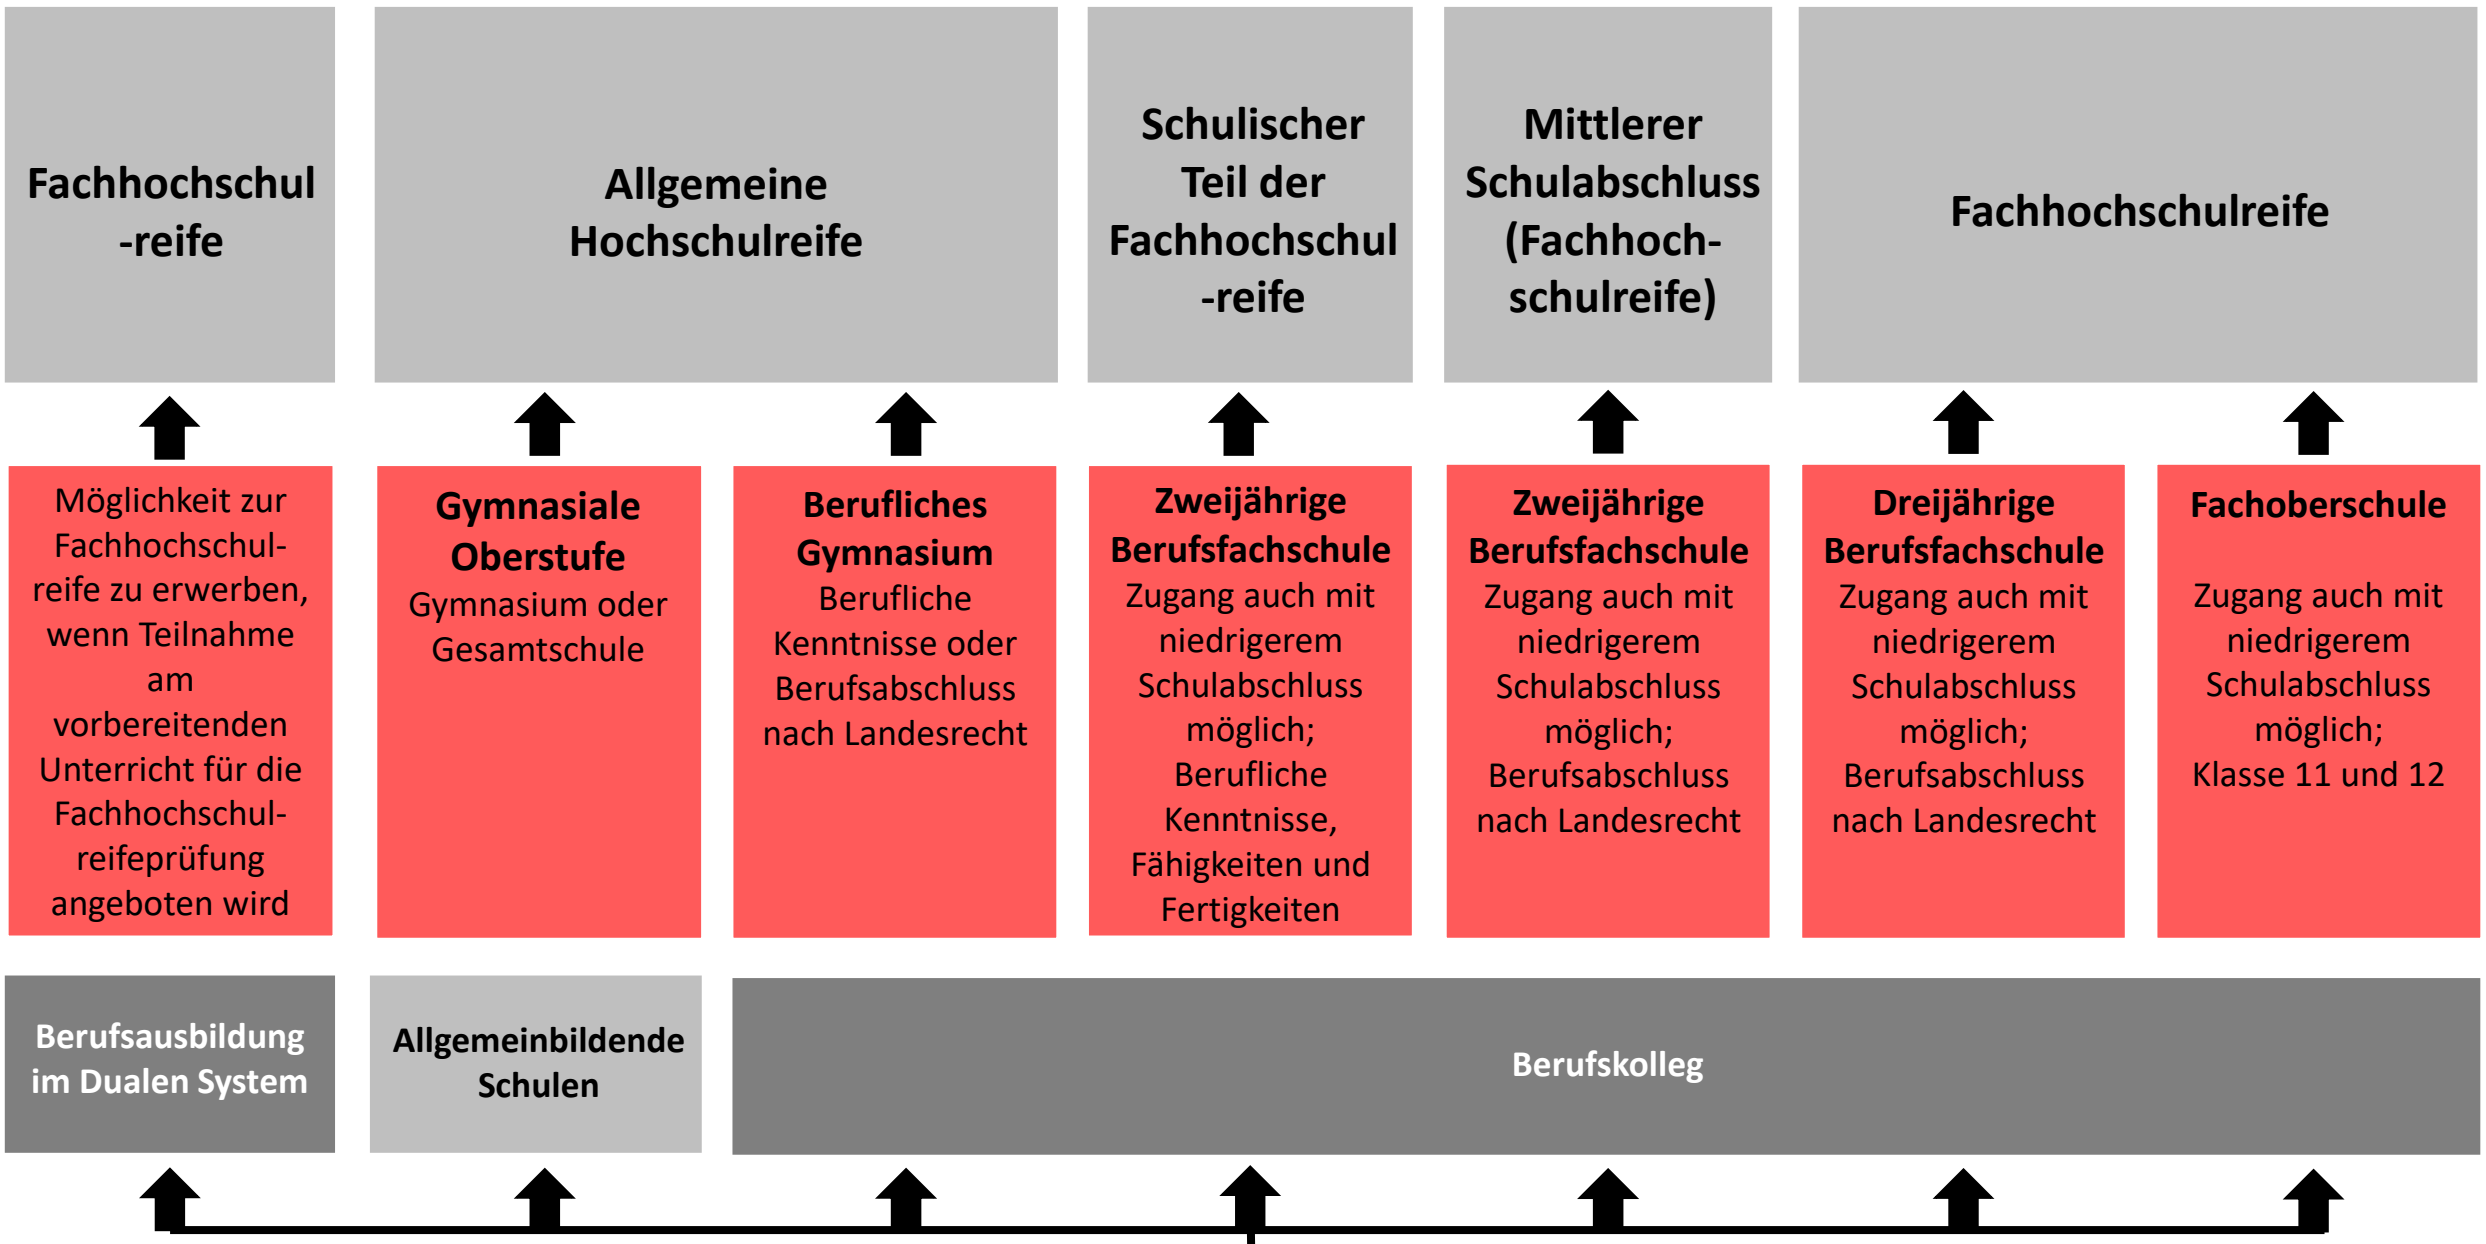 Fachhochschul
-reife
Allgemeine
Hochschulreife
Schulischer
Teil der
Fachhochschul
-reife
Mittlerer
Schulabschluss
(Fachhoch-
schulreife)
Fachhochschulreife
Möglichkeit zur
Fachhochschul-
reife zu erwerben,
wenn Teilnahme
am
vorbereitenden
Unterricht für die
Fachhochschul-
reifeprüfung
angeboten wird
Gymnasiale
Oberstufe
Gymnasium oder
Gesamtschule
Berufliches
Gymnasium
Berufliche
Kenntnisse oder
Berufsabschluss
nach Landesrecht
Zweijährige
Berufsfachschule
Zugang auch mit
niedrigerem
Schulabschluss
möglich;
Berufliche
Kenntnisse,
Fähigkeiten und
Fertigkeiten
Zweijährige
Berufsfachschule
Zugang auch mit
niedrigerem
Schulabschluss
möglich;
Berufsabschluss
nach Landesrecht
Dreijährige
Berufsfachschule
Zugang auch mit
niedrigerem
Schulabschluss
möglich;
Berufsabschluss
nach Landesrecht
Fachoberschule
Zugang auch mit
niedrigerem
Schulabschluss
möglich;
Klasse 11 und 12
Berufsausbildung
im Dualen System
Allgemeinbildende
Schulen
Berufskolleg